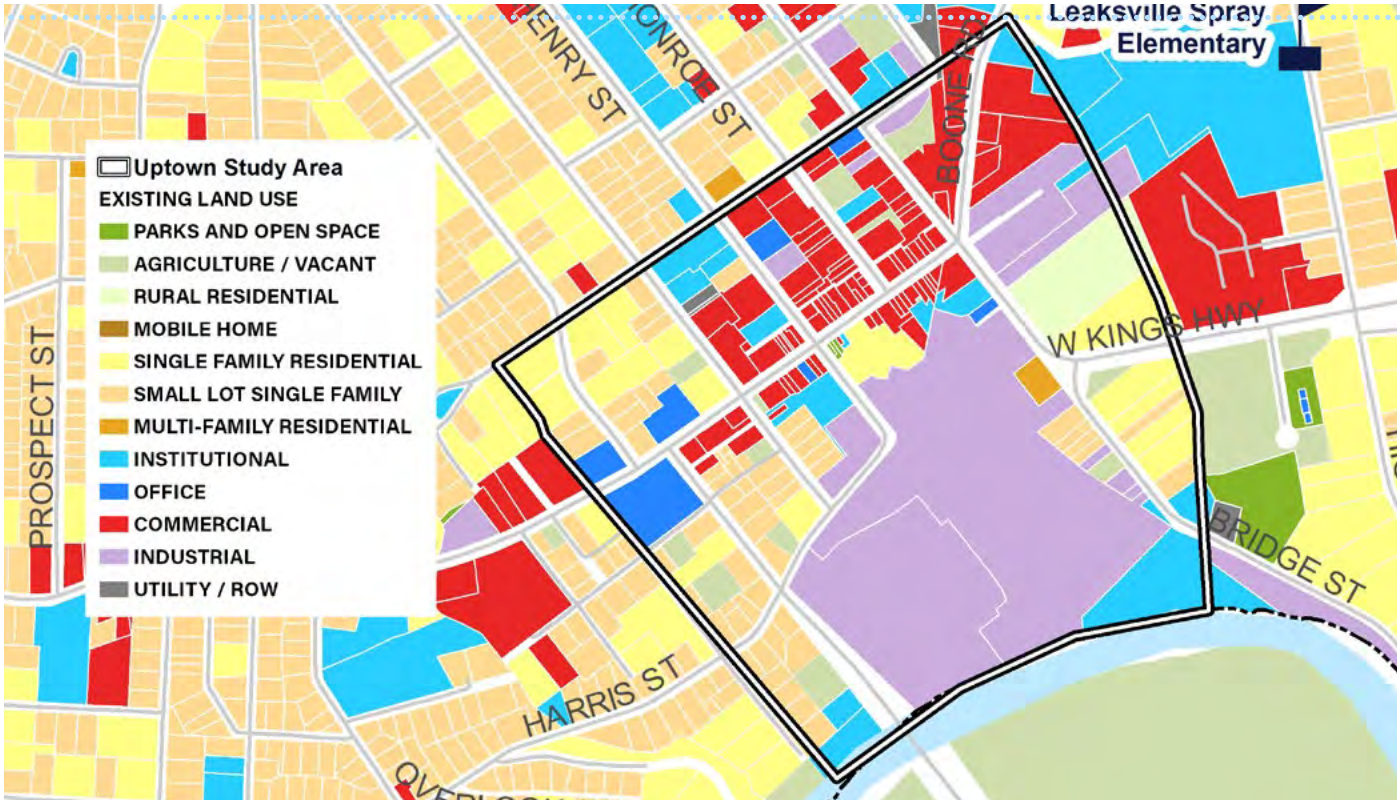 Leaksville Spray
Elementary
HENRY ST
MONROE ST
BOONE RD
Uptown Study Area
EXISTING LAND USE
PARKS AND OPEN SPACE
AGRICULTURE / VACANT
RURAL RESIDENTIAL
MOBILE HOME
SINGLE FAMILY RESIDENTIAL
SMALL LOT SINGLE FAMILY
MULTI-FAMILY RESIDENTIAL
INSTITUTIONAL
OFFICE
COMMERCIAL
INDUSTRIAL
UTILITY / ROW
PROSPECT ST
W KINGS HWY
BRIDGE ST
HARRIS ST